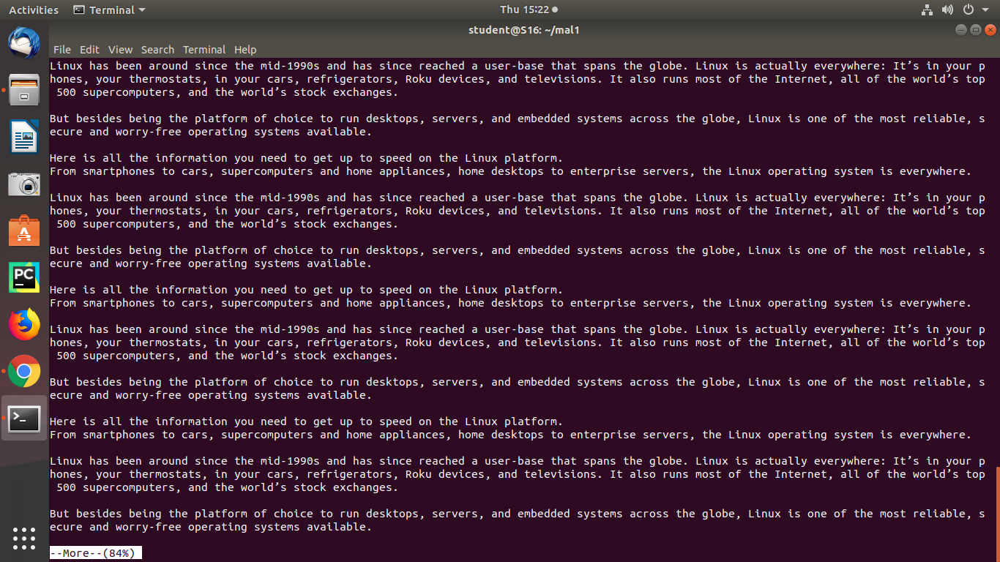 Activities Terminal Thu 15:22
student@S16: ~/mal1
File Edit View Search Terminal Help
Linux has been around since the mid-1990s and has since reached a user-base that spans the globe. Linux is actually everywhere: It’s in your p
hones, your thermostats, in your cars, refrigerators, Roku devices, and televisions. It also runs most of the Internet, all of the world’s top
500 supercomputers, and the world’s stock exchanges.
But besides being the platform of choice to run desktops, servers, and embedded systems across the globe, Linux is one of the most reliable, s
ecure and worry-free operating systems available.
Here is all the information you need to get up to speed on the Linux platform.
From smartphones to cars, supercomputers and home appliances, home desktops to enterprise servers, the Linux operating system is everywhere.
Linux has been around since the mid-1990s and has since reached a user-base that spans the globe. Linux is actually everywhere: It’s in your p
hones, your thermostats, in your cars, refrigerators, Roku devices, and televisions. It also runs most of the Internet, all of the world’s top
500 supercomputers, and the world’s stock exchanges.
But besides being the platform of choice to run desktops, servers, and embedded systems across the globe, Linux is one of the most reliable, s
ecure and worry-free operating systems available.
Here is all the information you need to get up to speed on the Linux platform.
From smartphones to cars, supercomputers and home appliances, home desktops to enterprise servers, the Linux operating system is everywhere.
Linux has been around since the mid-1990s and has since reached a user-base that spans the globe. Linux is actually everywhere: It’s in your p
hones, your thermostats, in your cars, refrigerators, Roku devices, and televisions. It also runs most of the Internet, all of the world’s top
500 supercomputers, and the world’s stock exchanges.
But besides being the platform of choice to run desktops, servers, and embedded systems across the globe, Linux is one of the most reliable, s
ecure and worry-free operating systems available.
Here is all the information you need to get up to speed on the Linux platform.
From smartphones to cars, supercomputers and home appliances, home desktops to enterprise servers, the Linux operating system is everywhere.
Linux has been around since the mid-1990s and has since reached a user-base that spans the globe. Linux is actually everywhere: It’s in your p
hones, your thermostats, in your cars, refrigerators, Roku devices, and televisions. It also runs most of the Internet, all of the world’s top
500 supercomputers, and the world’s stock exchanges.
But besides being the platform of choice to run desktops, servers, and embedded systems across the globe, Linux is one of the most reliable, s
ecure and worry-free operating systems available.
--More--(84%)
PC